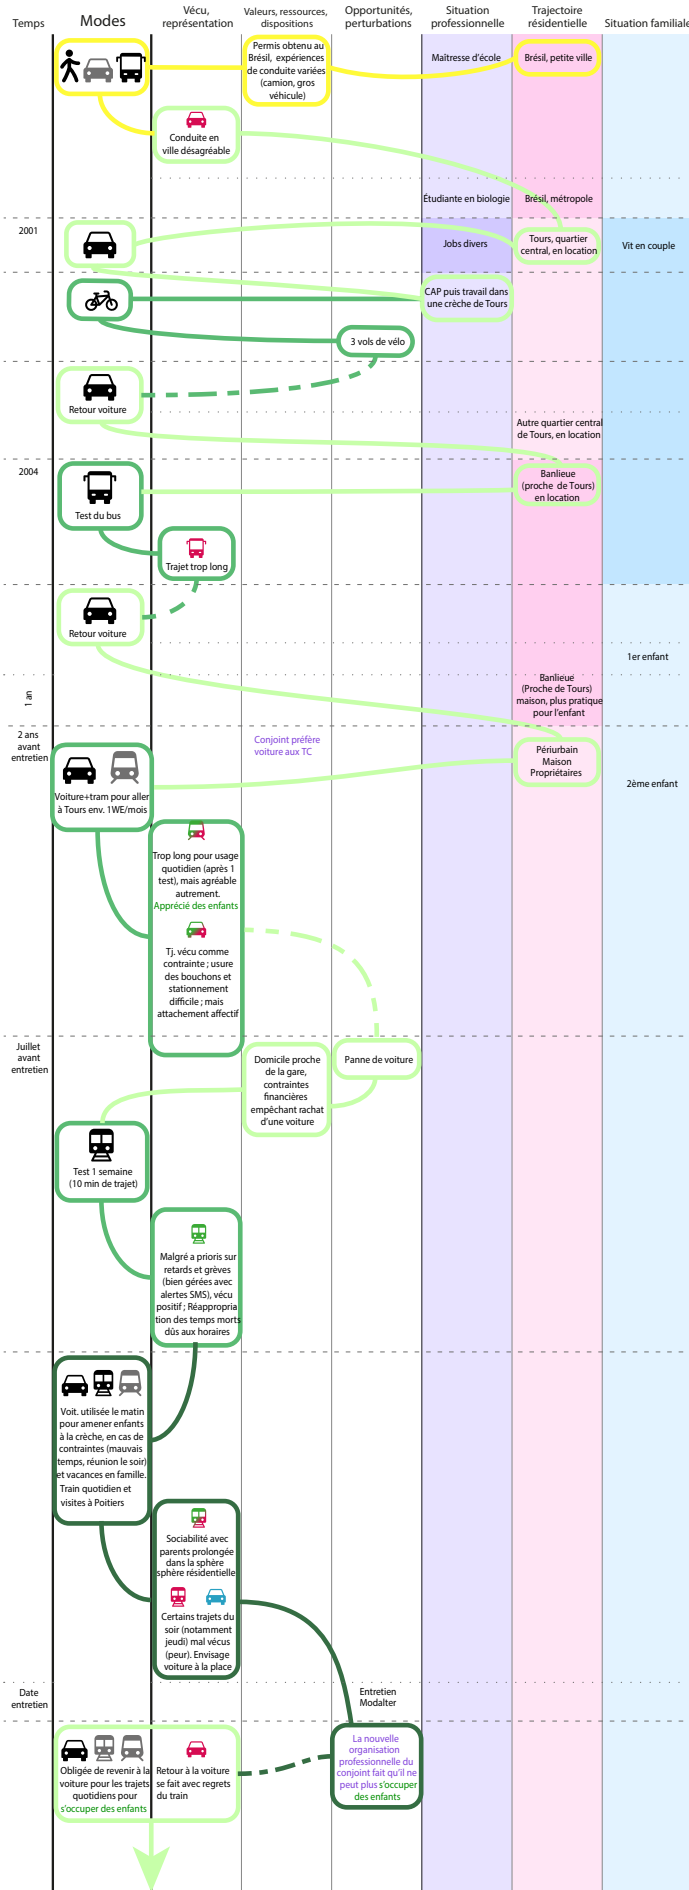 Temps
Modes
Vécu,
représentation
Valeurs, ressources,
dispositions
Opportunités,
perturbations
Situation
professionnelle
Trajectoire
résidentielle
Situation familiale
Permis obtenu au
Brésil, expériences
de conduite variées
(camion, gros
véhicule)
Maîtresse d'école
Brésil, petite ville
Conduite en
ville désagréable
Étudiante en biologie
Brésil, métropole
2001
Jobs divers
Tours, quartier
central, en location
Vit en couple
CAP puis travail dans
une crèche de Tours
3 vols de vélo
Retour voiture
Autre quartier central
de Tours, en location
2004
Test du bus
Banlieue
(proche de Tours)
en location
Trajet trop long
Retour voiture
1er enfant
1 an
Banlieue
(Proche de Tours)
maison, plus pratique
pour l'enfant
2 ans
avant
entretien
Conjoint préfère
voiture aux TC
Périurbain
Maison
Propriétaires
2ème enfant
Voiture+tram pour aller
à Tours env. 1WE/mois
Trop long pour usage
quotidien (après 1
test), mais agréable
autrement.
Apprécié des enfants
Tj. vécu comme
contrainte ; usure
des bouchons et
stationnement
difficile ; mais
attachement affectif
Juillet
avant
entretien
Domicile proche
de la gare,
contraintes
financières
empêchant rachat
d'une voiture
Panne de voiture
Test 1 semaine
(10 min de trajet)
Malgré a prioris sur
retards et grèves
(bien gérées avec
alertes SMS), vécu
positif ; Réappropria
tion des temps morts
dûs aux horaires
Voit. utilisée le matin
pour amener enfants
à la crèche, en cas de
contraintes (mauvais
temps, réunion le soir)
et vacances en famille.
Train quotidien et
visites à Poitiers
Sociabilité avec
parents prolongée
dans la sphère
sphère résidentielle
Certains trajets du
soir (notamment
jeudi) mal vécus
(peur). Envisage
voiture à la place
Date
entretien
Entretien
Modalter
Obligée de revenir à la
voiture pour les trajets
quotidiens pour
s'occuper des enfants
Retour à la voiture
se fait avec regrets
du train
La nouvelle
organisation
professionnelle du
conjoint fait qu'il ne
peut plus s'occuper
des enfants